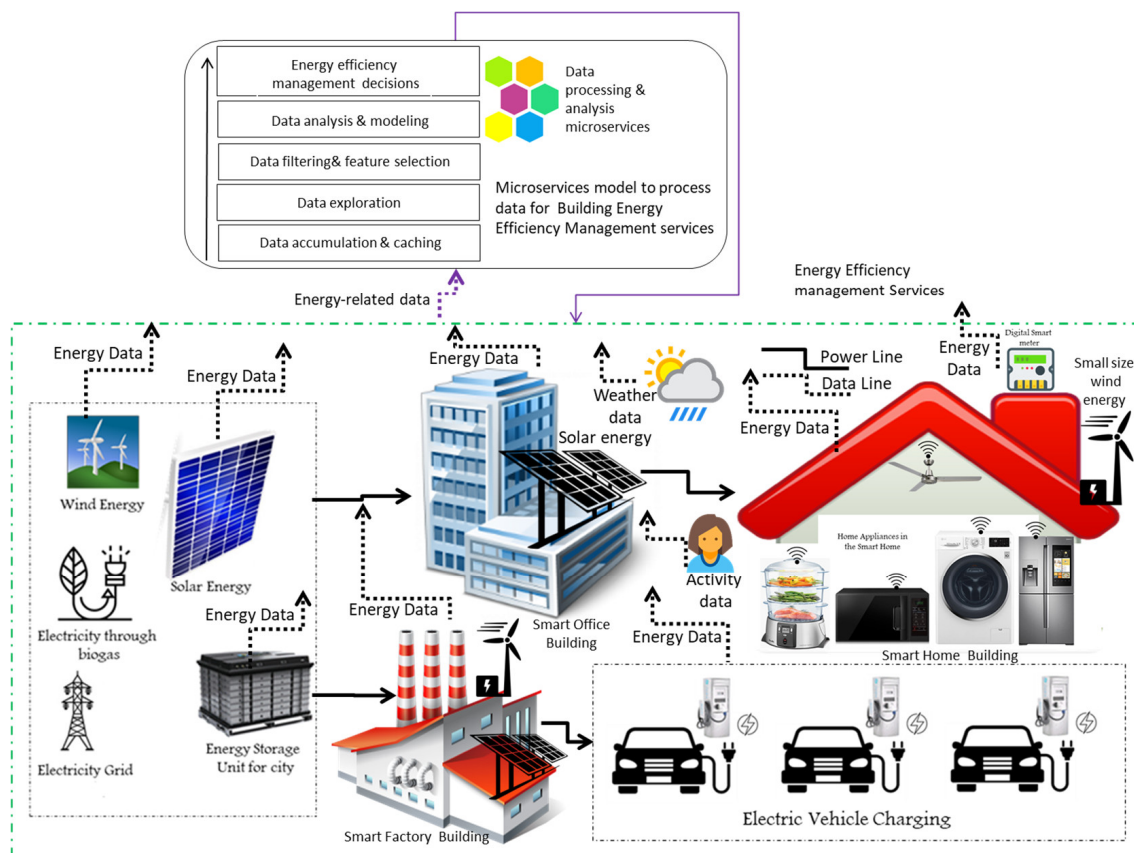 Energy efficiency
management decisions
Data analysis & modeling
Data filtering& feature selection
Data exploration
Data accumulation & caching
Data
processing &
analysis
microservices
Microservices model to process
data for Building Energy
Efficiency Management services
Energy-related data
Energy Efficiency
management Services
Energy Data
Energy Data
Energy Data
Weather
data
Solar energy
Power Line
Data Line
Energy Data
Digital Smart
meter
Energy
Data
Small size
wind
energy
Wind Energy
Solar Energy
Electricity through
biogas
Electricity Grid
Energy Data
Energy Storage
Unit for city
Energy Data
Smart Office
Building
Activity
data
Energy Data
Home Appliances in
the Smart Home
Smart Home Building
Smart Factory Building
Electric Vehicle Charging